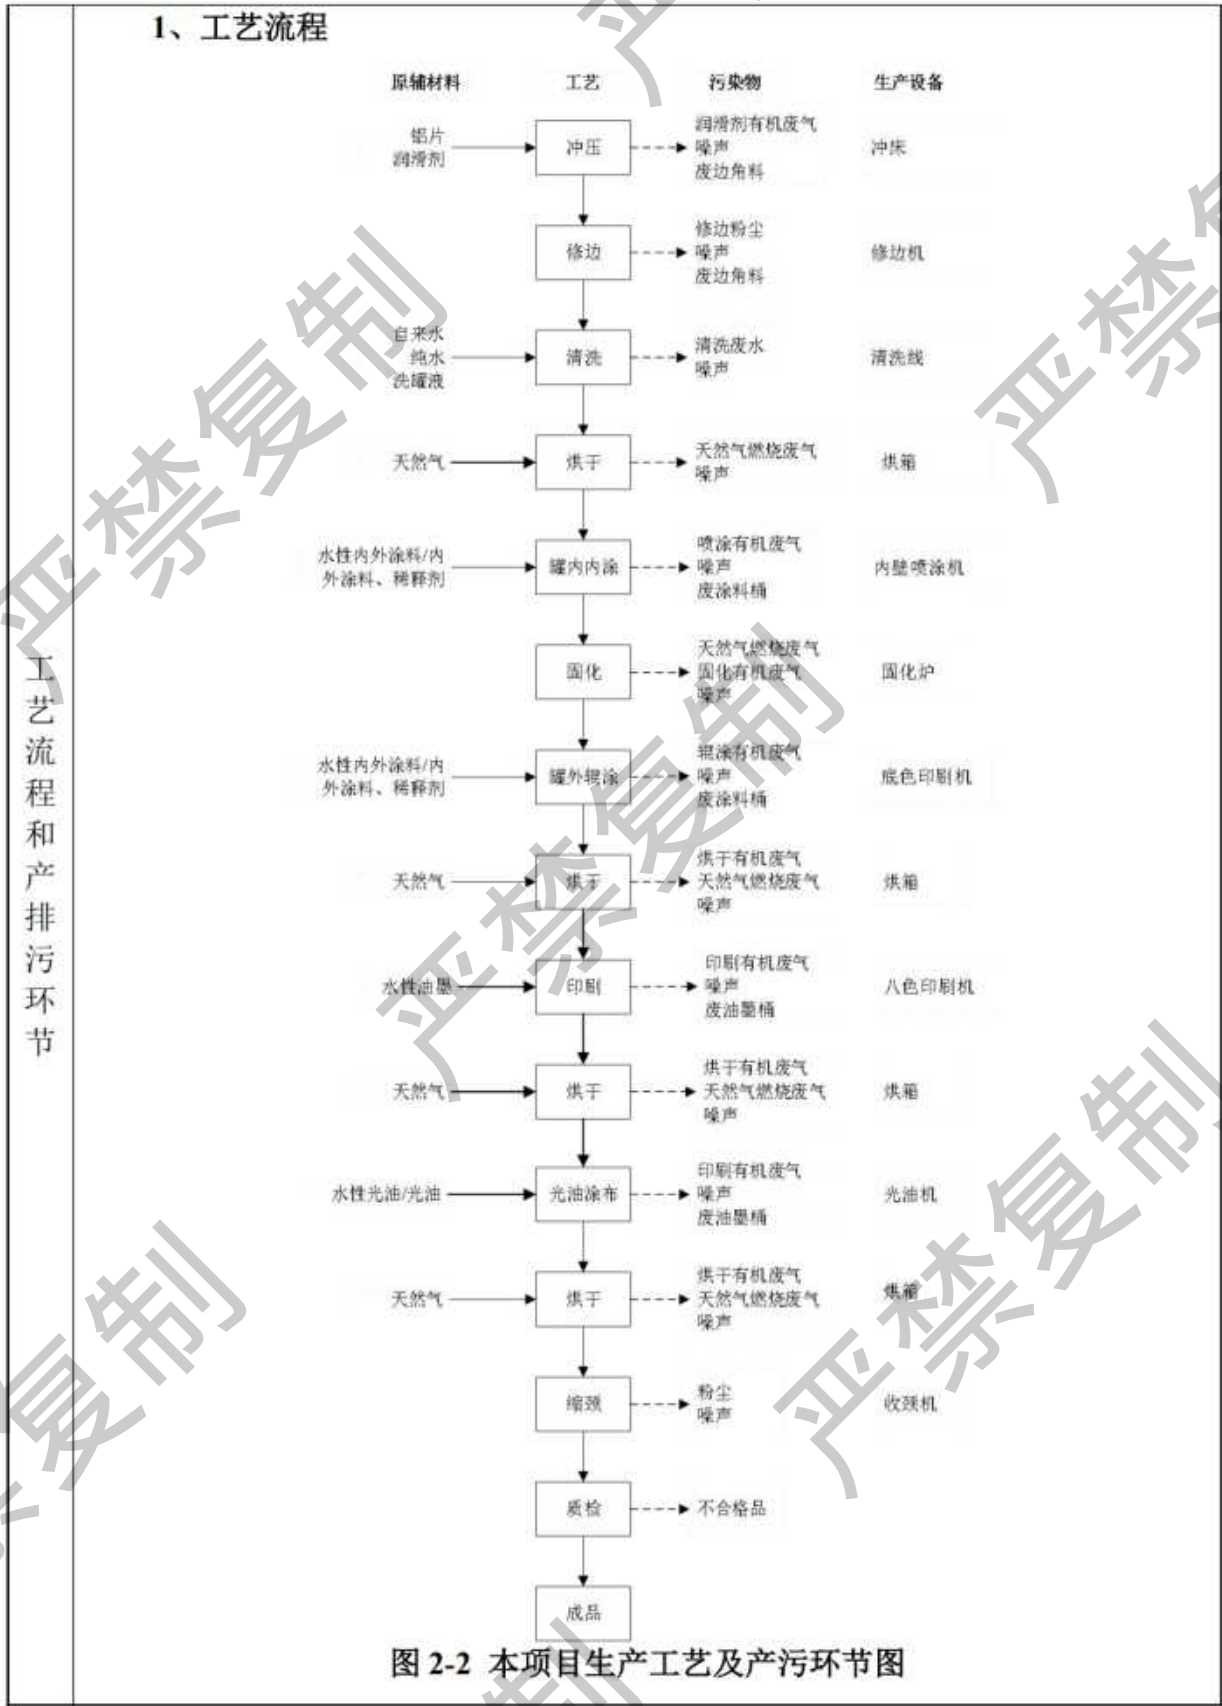 1、工艺流程
原辅材料 工艺 污染物 生产设备
铝片
润滑剂
冲压
润滑剂有机废气
噪声
废边角料
冲床
修边
修边粉尘
噪声
废边角料
修边机
自来水
纯水
洗罐液
清洗
清洗废水
噪声
清洗线
天然气
烘干
天然气燃烧废气
噪声
烘箱
水性内外涂料/内
外涂料、稀释剂
罐内内涂
喷涂有机废气
噪声
废涂料桶
内壁喷涂机
固化
天然气燃烧废气
固化有机废气
噪声
固化炉
水性内外涂料/内
外涂料、稀释剂
罐外辊涂
辊涂有机废气
噪声
废涂料桶
底色印刷机
天然气
烘干
烘干有机废气
天然气燃烧废气
噪声
烘箱
水性油墨
印刷
印刷有机废气
噪声
废油墨桶
八色印刷机
天然气
烘干
烘干有机废气
天然气燃烧废气
噪声
烘箱
水性光油/光油
光油涂布
印刷有机废气
噪声
废油墨桶
光油机
天然气
烘干
烘干有机废气
天然气燃烧废气
噪声
烘箱
缩颈
粉尘
噪声
收颈机
质检
不合格品
成品
图 2-2 本项目生产工艺及产污环节图
工艺流程和产排污环节
严禁复制
严禁复制
严禁复制
严禁复制
严禁复制